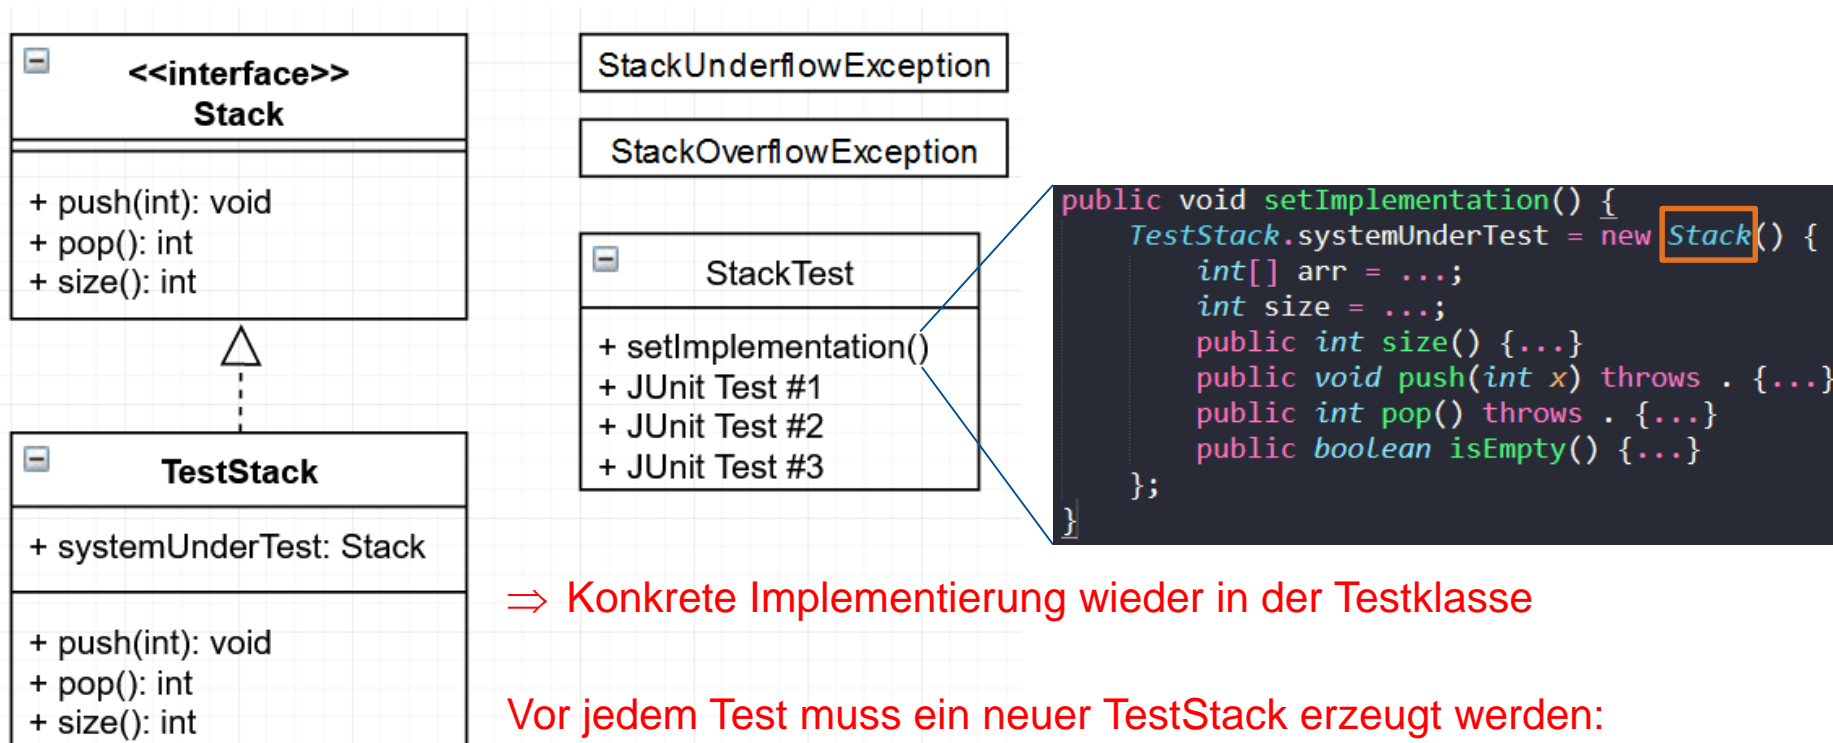 <<interface>>
Stack
+ push(int): void
+ pop(): int
+ size(): int
TestStack
+ systemUnderTest: Stack
+ push(int): void
+ pop(): int
+ size(): int
StackUnderflowException
StackOverflowException
StackTest
+ setImplementation()
+ JUnit Test #1
+ JUnit Test #2
+ JUnit Test #3
public void setImplementation() {
TestStack.systemUnderTest = new Stack() {
int[] arr = ...;
int size = ...;
public int size() {...}
public void push(int x) throws . {...}
public int pop() throws . {...}
public boolean isEmpty() {...}
};
}
⇒ Konkrete Implementierung wieder in der Testklasse
Vor jedem Test muss ein neuer TestStack erzeugt werden: